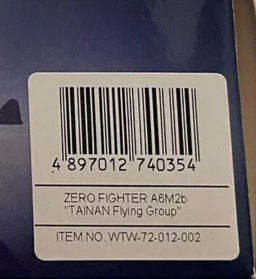 4 897012 740354
ZERO FIGHTER A6M2b
"TAINAN Flying Group"
ITEM NO. WTW-72-012-002